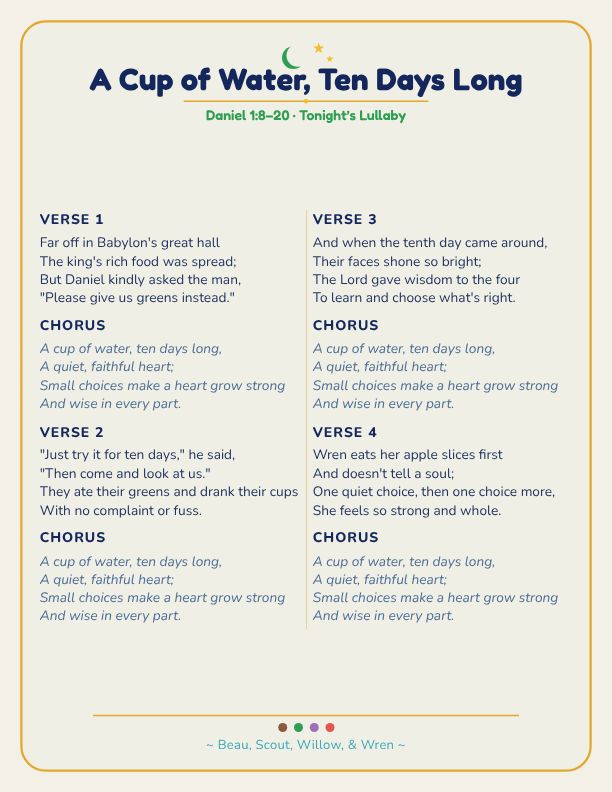 A Cup of Water, Ten Days Long
Daniel 1:8–20 · Tonight's Lullaby
VERSE 1
Far off in Babylon's great hall
The king's rich food was spread;
But Daniel kindly asked the man,
"Please give us greens instead."
CHORUS
A cup of water, ten days long,
A quiet, faithful heart;
Small choices make a heart grow strong
And wise in every part.
VERSE 2
"Just try it for ten days," he said,
"Then come and look at us."
They ate their greens and drank their cups
With no complaint or fuss.
CHORUS
A cup of water, ten days long,
A quiet, faithful heart;
Small choices make a heart grow strong
And wise in every part.
VERSE 3
And when the tenth day came around,
Their faces shone so bright;
The Lord gave wisdom to the four
To learn and choose what's right.
CHORUS
A cup of water, ten days long,
A quiet, faithful heart;
Small choices make a heart grow strong
And wise in every part.
VERSE 4
Wren eats her apple slices first
And doesn't tell a soul;
One quiet choice, then one choice more,
She feels so strong and whole.
CHORUS
A cup of water, ten days long,
A quiet, faithful heart;
Small choices make a heart grow strong
And wise in every part.
~ Beau, Scout, Willow, & Wren ~